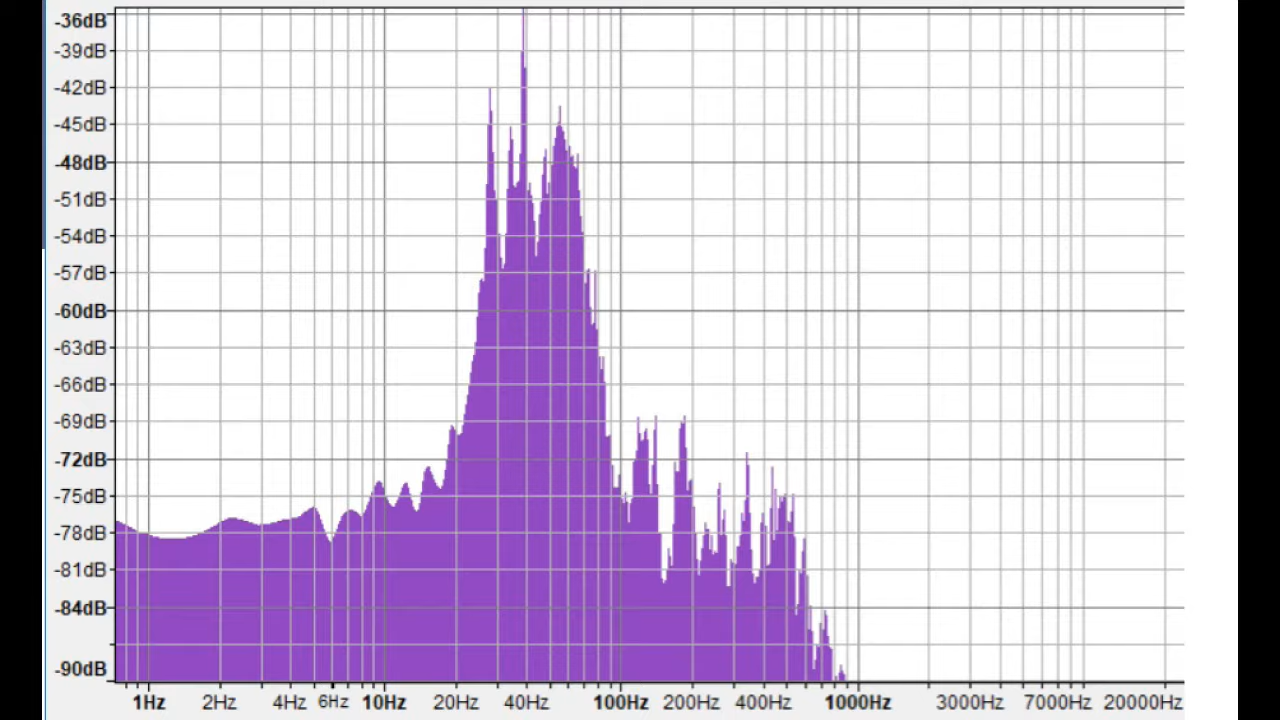 -36dB
-39dB
-42dB
-45dB
-48dB
-51dB
-54dB
-57dB
-60dB
-63dB
-66dB
-69dB
-72dB
-75dB
-78dB
-81dB
-84dB
-90dB
1Hz 2Hz 4Hz 6Hz 10Hz 20Hz 40Hz 100Hz 200Hz 400Hz 1000Hz 3000Hz 7000Hz 20000Hz